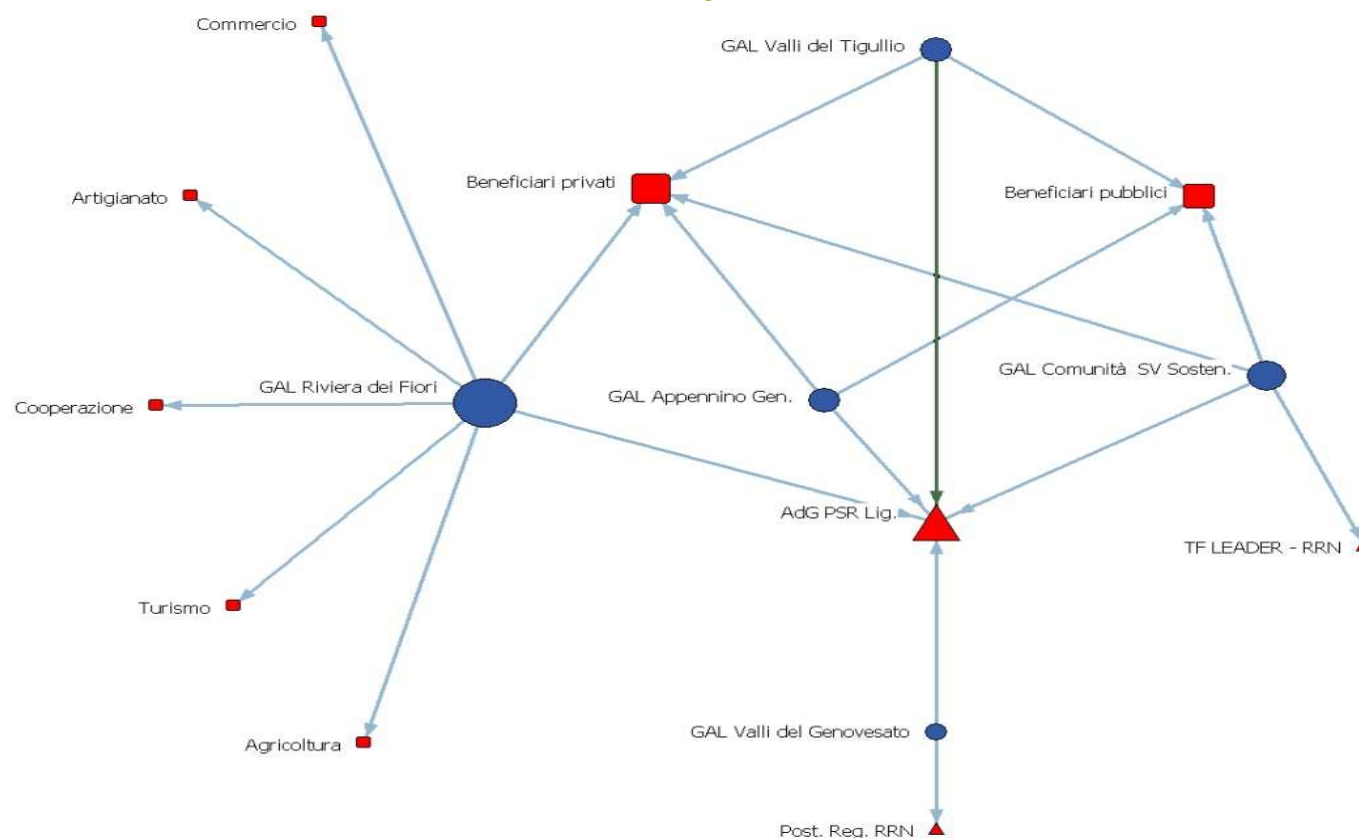 Commercio
GAL Valli del Tigullio
Beneficiari privati
Beneficiari pubblici
Artigianato
GAL Riviera dei Fiori
GAL Appennino Gen.
GAL Comunità SV Sosten.
Cooperazione
AdG PSR Lig.
TF LEADER - RRN
Turismo
GAL Valli del Genovesato
Agricoltura
Post. Reg. RRN